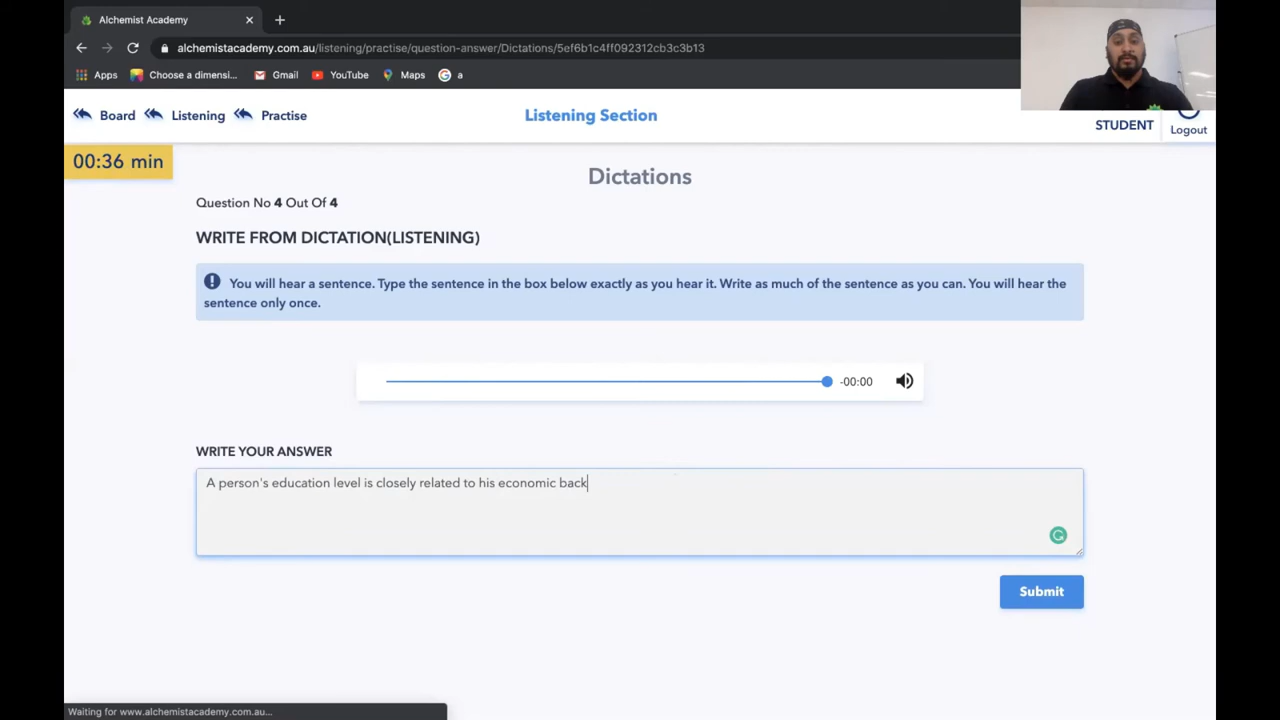 Alchemist Academy
alchemistacademy.com.au/listening/practise/question-answer/Dictations/5ef6b1c4ff092312cb3c3b13
Apps Choose a dimensi... Gmail YouTube Maps a
Board Listening Practise Listening Section STUDENT Logout
00:36 min
Dictations
Question No 4 Out Of 4
WRITE FROM DICTATION(LISTENING)
You will hear a sentence. Type the sentence in the box below exactly as you hear it. Write as much of the sentence as you can. You will hear the
sentence only once.
-00:00
WRITE YOUR ANSWER
A person's education level is closely related to his economic back
Submit
Waiting for www.alchemistacademy.com.au...